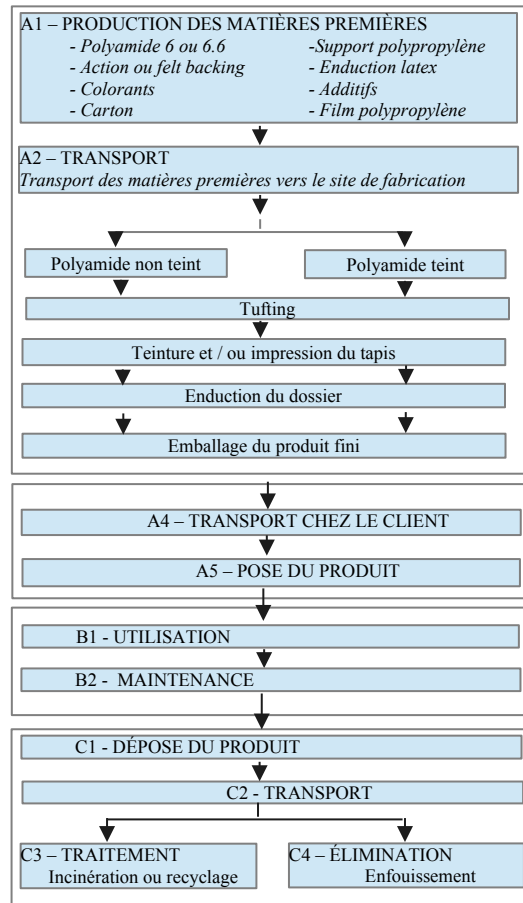 A1 – PRODUCTION DES MATIÈRES PREMIÈRES
- Polyamide 6 ou 6.6 -Support polypropylène
- Action ou felt backing - Enduction latex
- Colorants - Additifs
- Carton - Film polypropylène
A2 – TRANSPORT
Transport des matières premières vers le site de fabrication
Polyamide non teint Polyamide teint
Tufting
Teinture et / ou impression du tapis
Enduction du dossier
Emballage du produit fini
A4 – TRANSPORT CHEZ LE CLIENT
A5 – POSE DU PRODUIT
B1 - UTILISATION
B2 - MAINTENANCE
C1 - DÉPOSE DU PRODUIT
C2 - TRANSPORT
C3 – TRAITEMENT
Incinération ou recyclage
C4 – ÉLIMINATION
Enfouissement